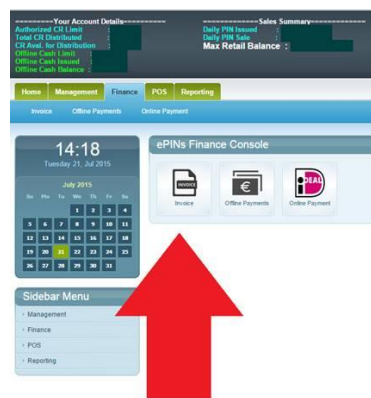 ==========Your Account Details==========
Authorized CR Limit :
Total CR Distributed :
CR Aval. for Distribution :
Offline Cash Limit :
Offline Cash Issued :
Offline Cash Balance :
==========Sales Summary==========
Daily PIN Issued :
Daily PIN Sale :
Max Retail Balance :
Home Management Finance POS Reporting
Invoice Offline Payments Online Payment
14:18
Tuesday 21, Jul 2015
July 2015
Su Mo Tu We Th Fr Sa
1 2 3 4
5 6 7 8 9 10 11
12 13 14 15 16 17 18
19 20 21 22 23 24 25
26 27 28 29 30 31
ePINs Finance Console
INVOICE
Invoice
€
Offline Payments
iDEAL
Online Payment
Sidebar Menu
› Management
› Finance
› POS
› Reporting